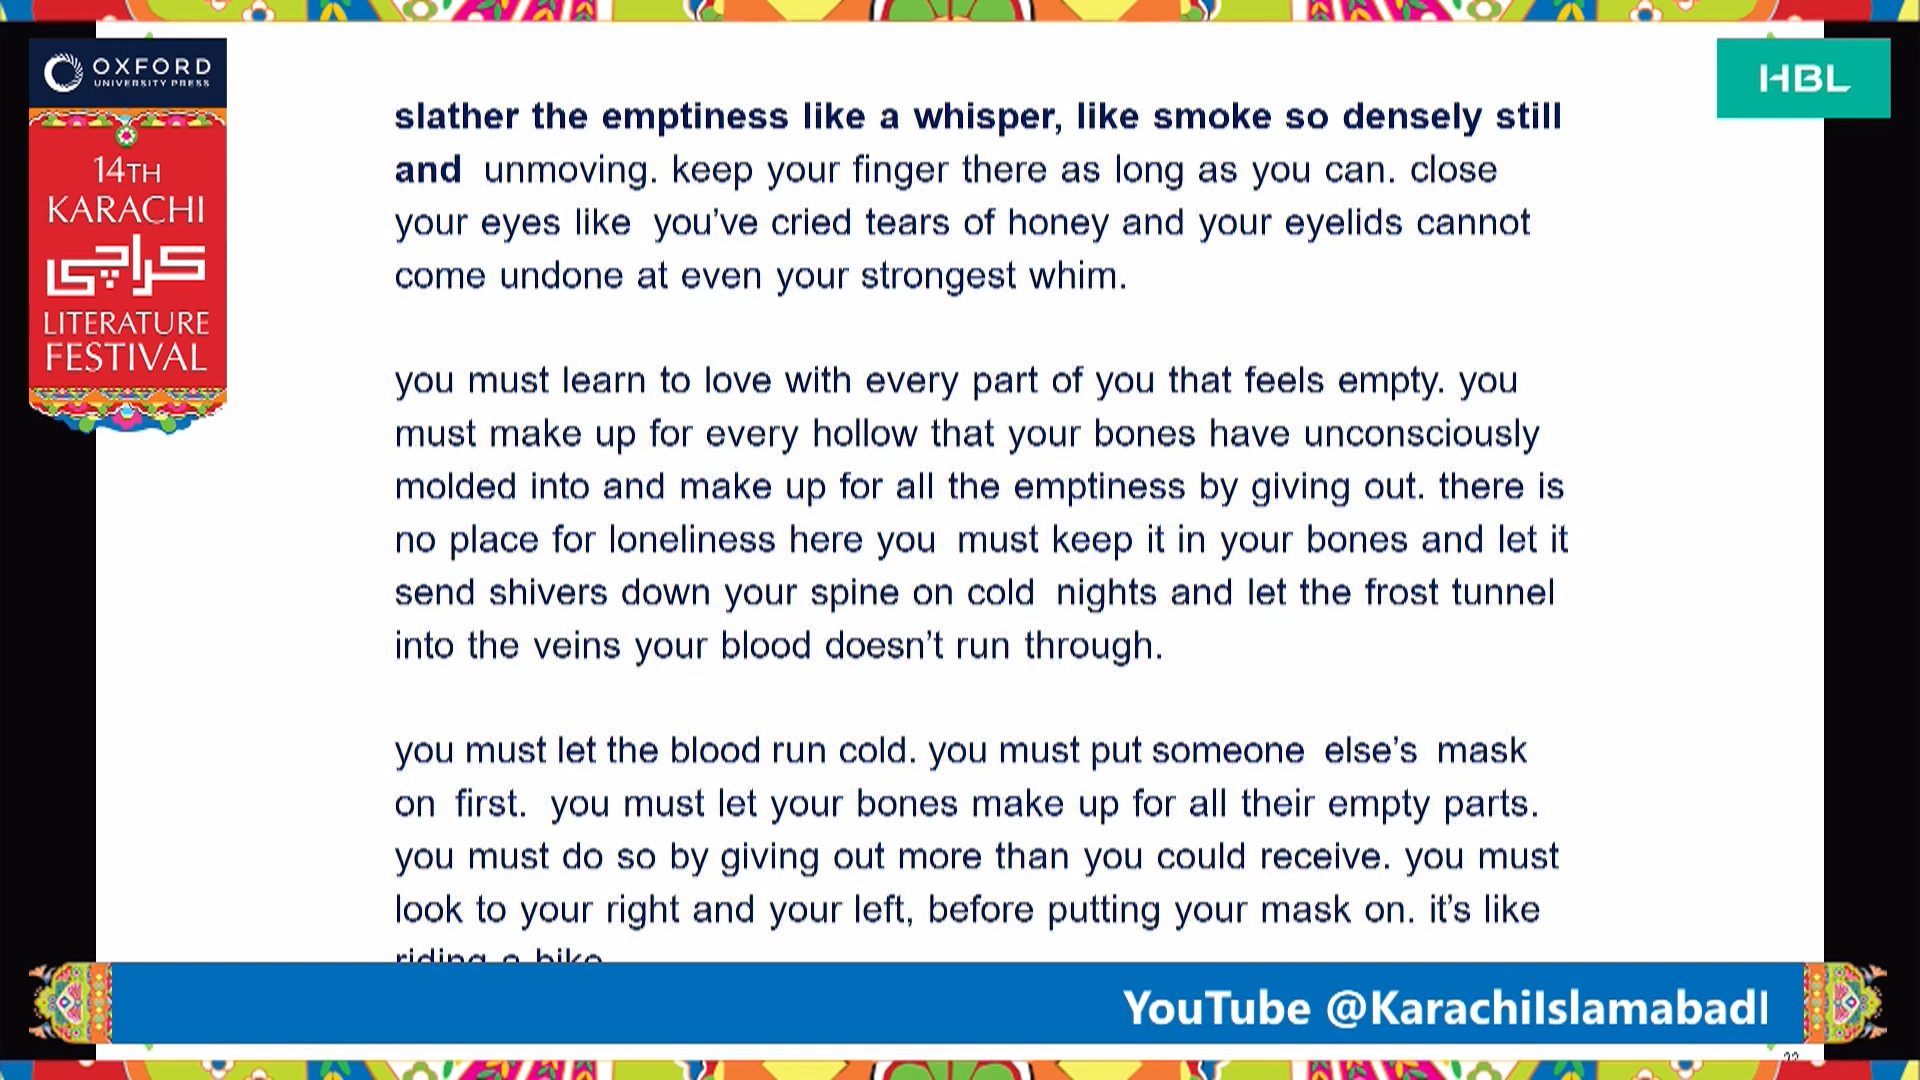 OXFORD
UNIVERSITY PRESS
14TH
KARACHI
کراچی
LITERATURE
FESTIVAL
HBL
slather the emptiness like a whisper, like smoke so densely still
and unmoving. keep your finger there as long as you can. close
your eyes like you’ve cried tears of honey and your eyelids cannot
come undone at even your strongest whim.
you must learn to love with every part of you that feels empty. you
must make up for every hollow that your bones have unconsciously
molded into and make up for all the emptiness by giving out. there is
no place for loneliness here you must keep it in your bones and let it
send shivers down your spine on cold nights and let the frost tunnel
into the veins your blood doesn’t run through.
you must let the blood run cold. you must put someone else’s mask
on first. you must let your bones make up for all their empty parts.
you must do so by giving out more than you could receive. you must
look to your right and your left, before putting your mask on. it’s like
riding a bike
YouTube @KarachiIslamabadl